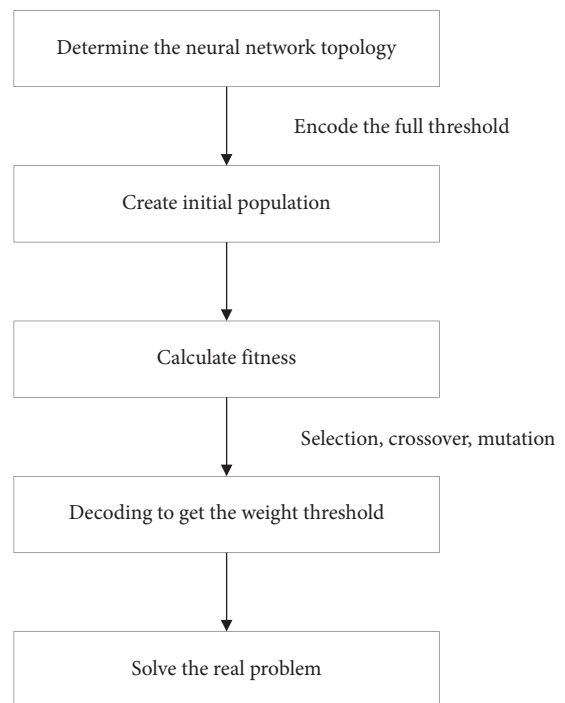 Determine the neural network topology
Encode the full threshold
Create initial population
Calculate fitness
Selection, crossover, mutation
Decoding to get the weight threshold
Solve the real problem